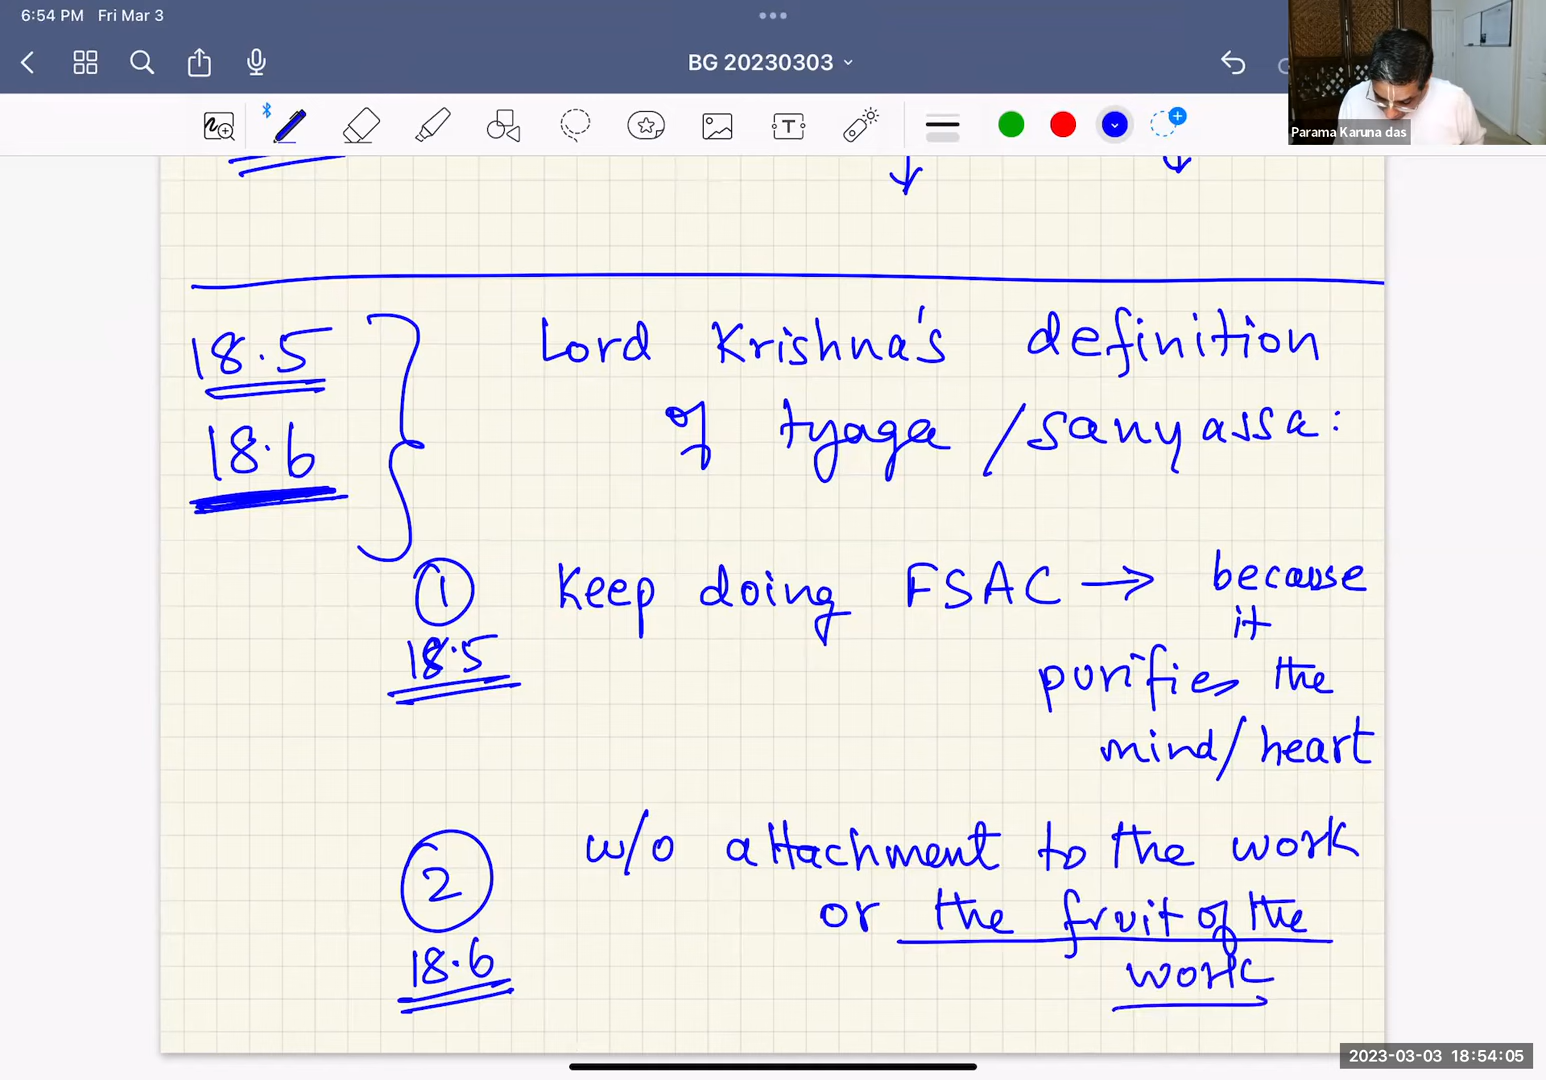 6:54 PM Fri Mar 3
BG 20230303
Parama Karuna das
18.5
18.6
Lord Krishna's definition
of tyaga / sanyassa:
1
18.5
Keep doing FSAC → because
it
purifies the
mind/heart
2
18.6
w/o attachment to the work
or the fruit of the
work
2023-03-03 18:54:05